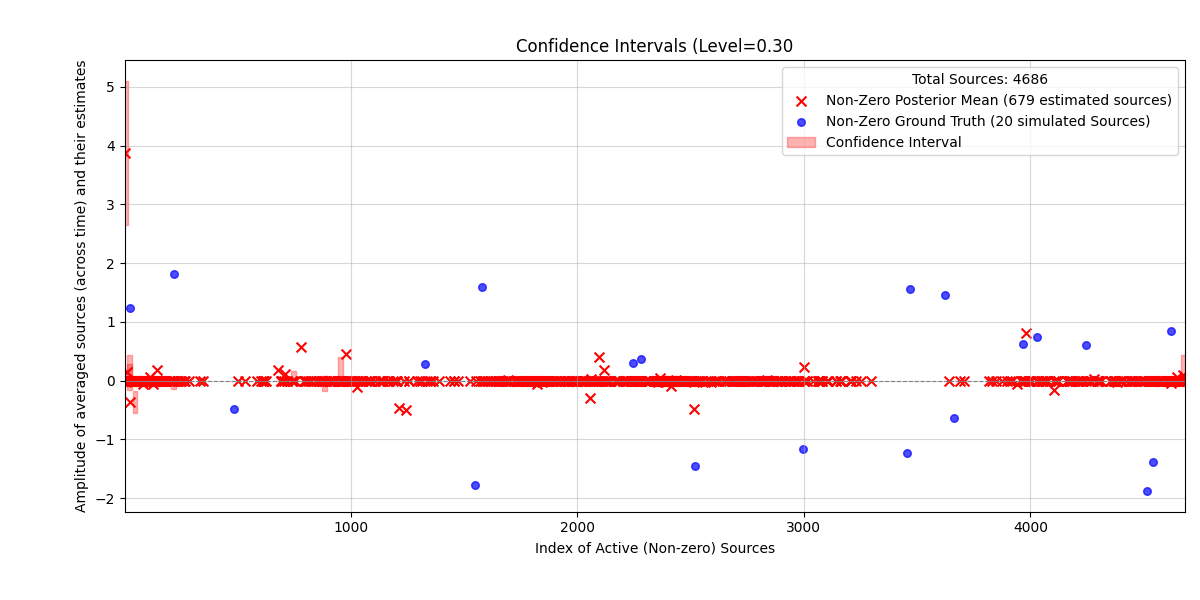 Confidence Intervals (Level=0.30
Total Sources: 4686
Non-Zero Posterior Mean (679 estimated sources)
Non-Zero Ground Truth (20 simulated Sources)
Confidence Interval
Amplitude of averaged sources (across time) and their estimates
5
4
3
2
1
0
−1
−2
1000
2000
3000
4000
Index of Active (Non-zero) Sources